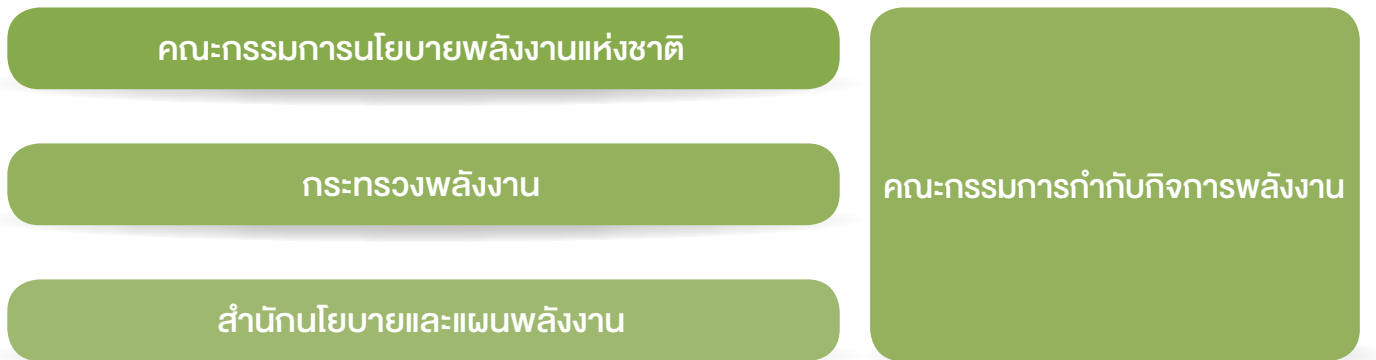 คณะกรรมการนโยบายพลังงานแห่งชาติ
กระทรวงพลังงาน
สำนักนโยบายและแผนพลังงาน
คณะกรรมการกำกับกิจการพลังงาน